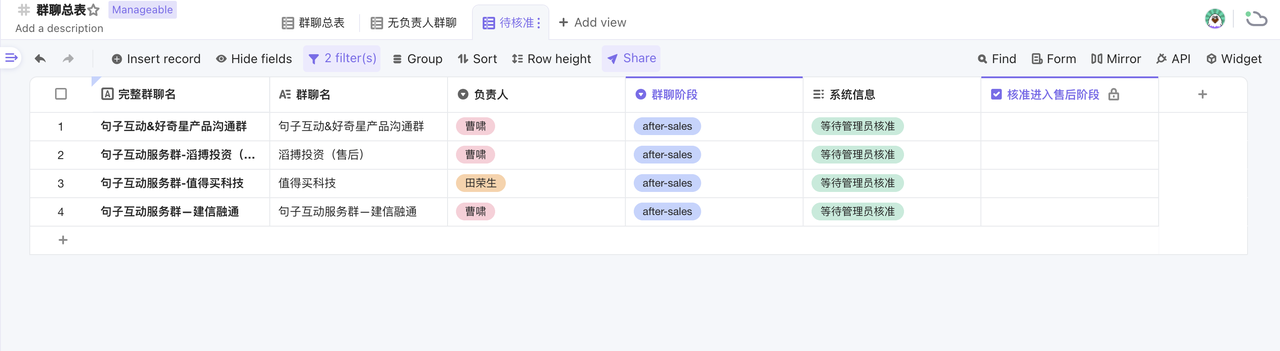 群聊总表 Manageable
Add a description
群聊总表 无负责人群聊 待核准 Add view
Insert record Hide fields 2 filter(s) Group Sort Row height Share Find Form Mirror API Widget
完整群聊名 群聊名 负责人 群聊阶段 系统信息 核准进入售后阶段
1 句子互动&好奇星产品沟通群 句子互动&好奇星产品沟通群 曹啸 after-sales 等待管理员核准
2 句子互动服务群-滔搏投资（... 滔搏投资（售后） 曹啸 after-sales 等待管理员核准
3 句子互动服务群-值得买科技 值得买科技 田荣生 after-sales 等待管理员核准
4 句子互动服务群—建信融通 句子互动服务群—建信融通 曹啸 after-sales 等待管理员核准